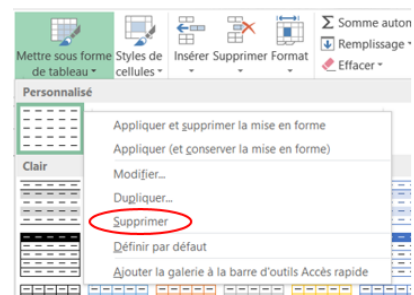 Mettre sous forme de tableau
Styles de cellules
Insérer Supprimer Format
Σ Somme autom
Remplissage
Effacer
Personnalisé
Appliquer et supprimer la mise en forme
Appliquer (et conserver la mise en forme)
Clair
Modifier...
Dupliquer...
Supprimer
Définir par défaut
Ajouter la galerie à la barre d'outils Accès rapide